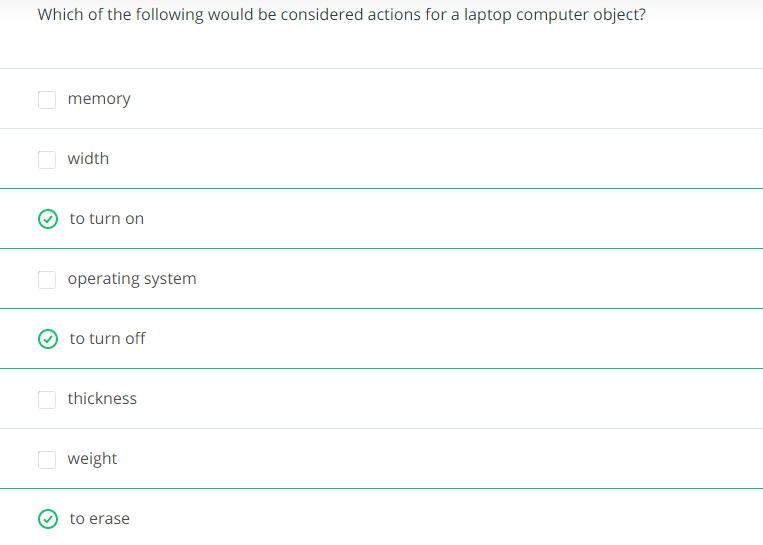 Which of the following would be considered actions for a laptop computer object?
memory
width
to turn on
operating system
to turn off
thickness
weight
to erase